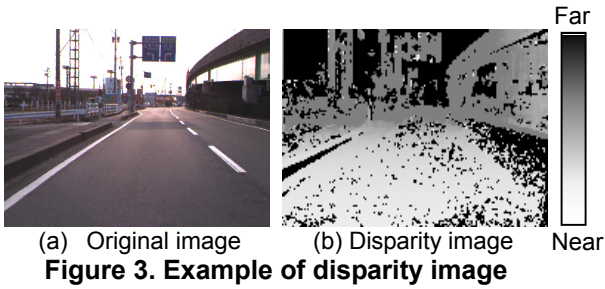 Far
(a) Original image
(b) Disparity image
Near
Figure 3. Example of disparity image